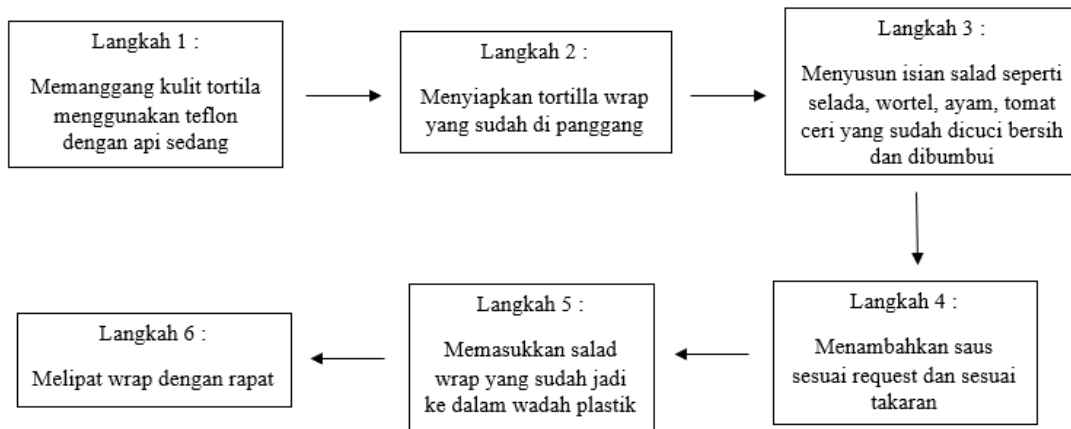 Langkah 1 :
Memanggang kulit tortila
menggunakan teflon
dengan api sedang
Langkah 2 :
Menyiapkan tortilla wrap
yang sudah di panggang
Langkah 3 :
Menyusun isian salad seperti
selada, wortel, ayam, tomat
ceri yang sudah dicuci bersih
dan dibumbui
Langkah 4 :
Menambahkan saus
sesuai request dan sesuai
takaran
Langkah 5 :
Memasukkan salad
wrap yang sudah jadi
ke dalam wadah plastik
Langkah 6 :
Melipat wrap dengan rapat